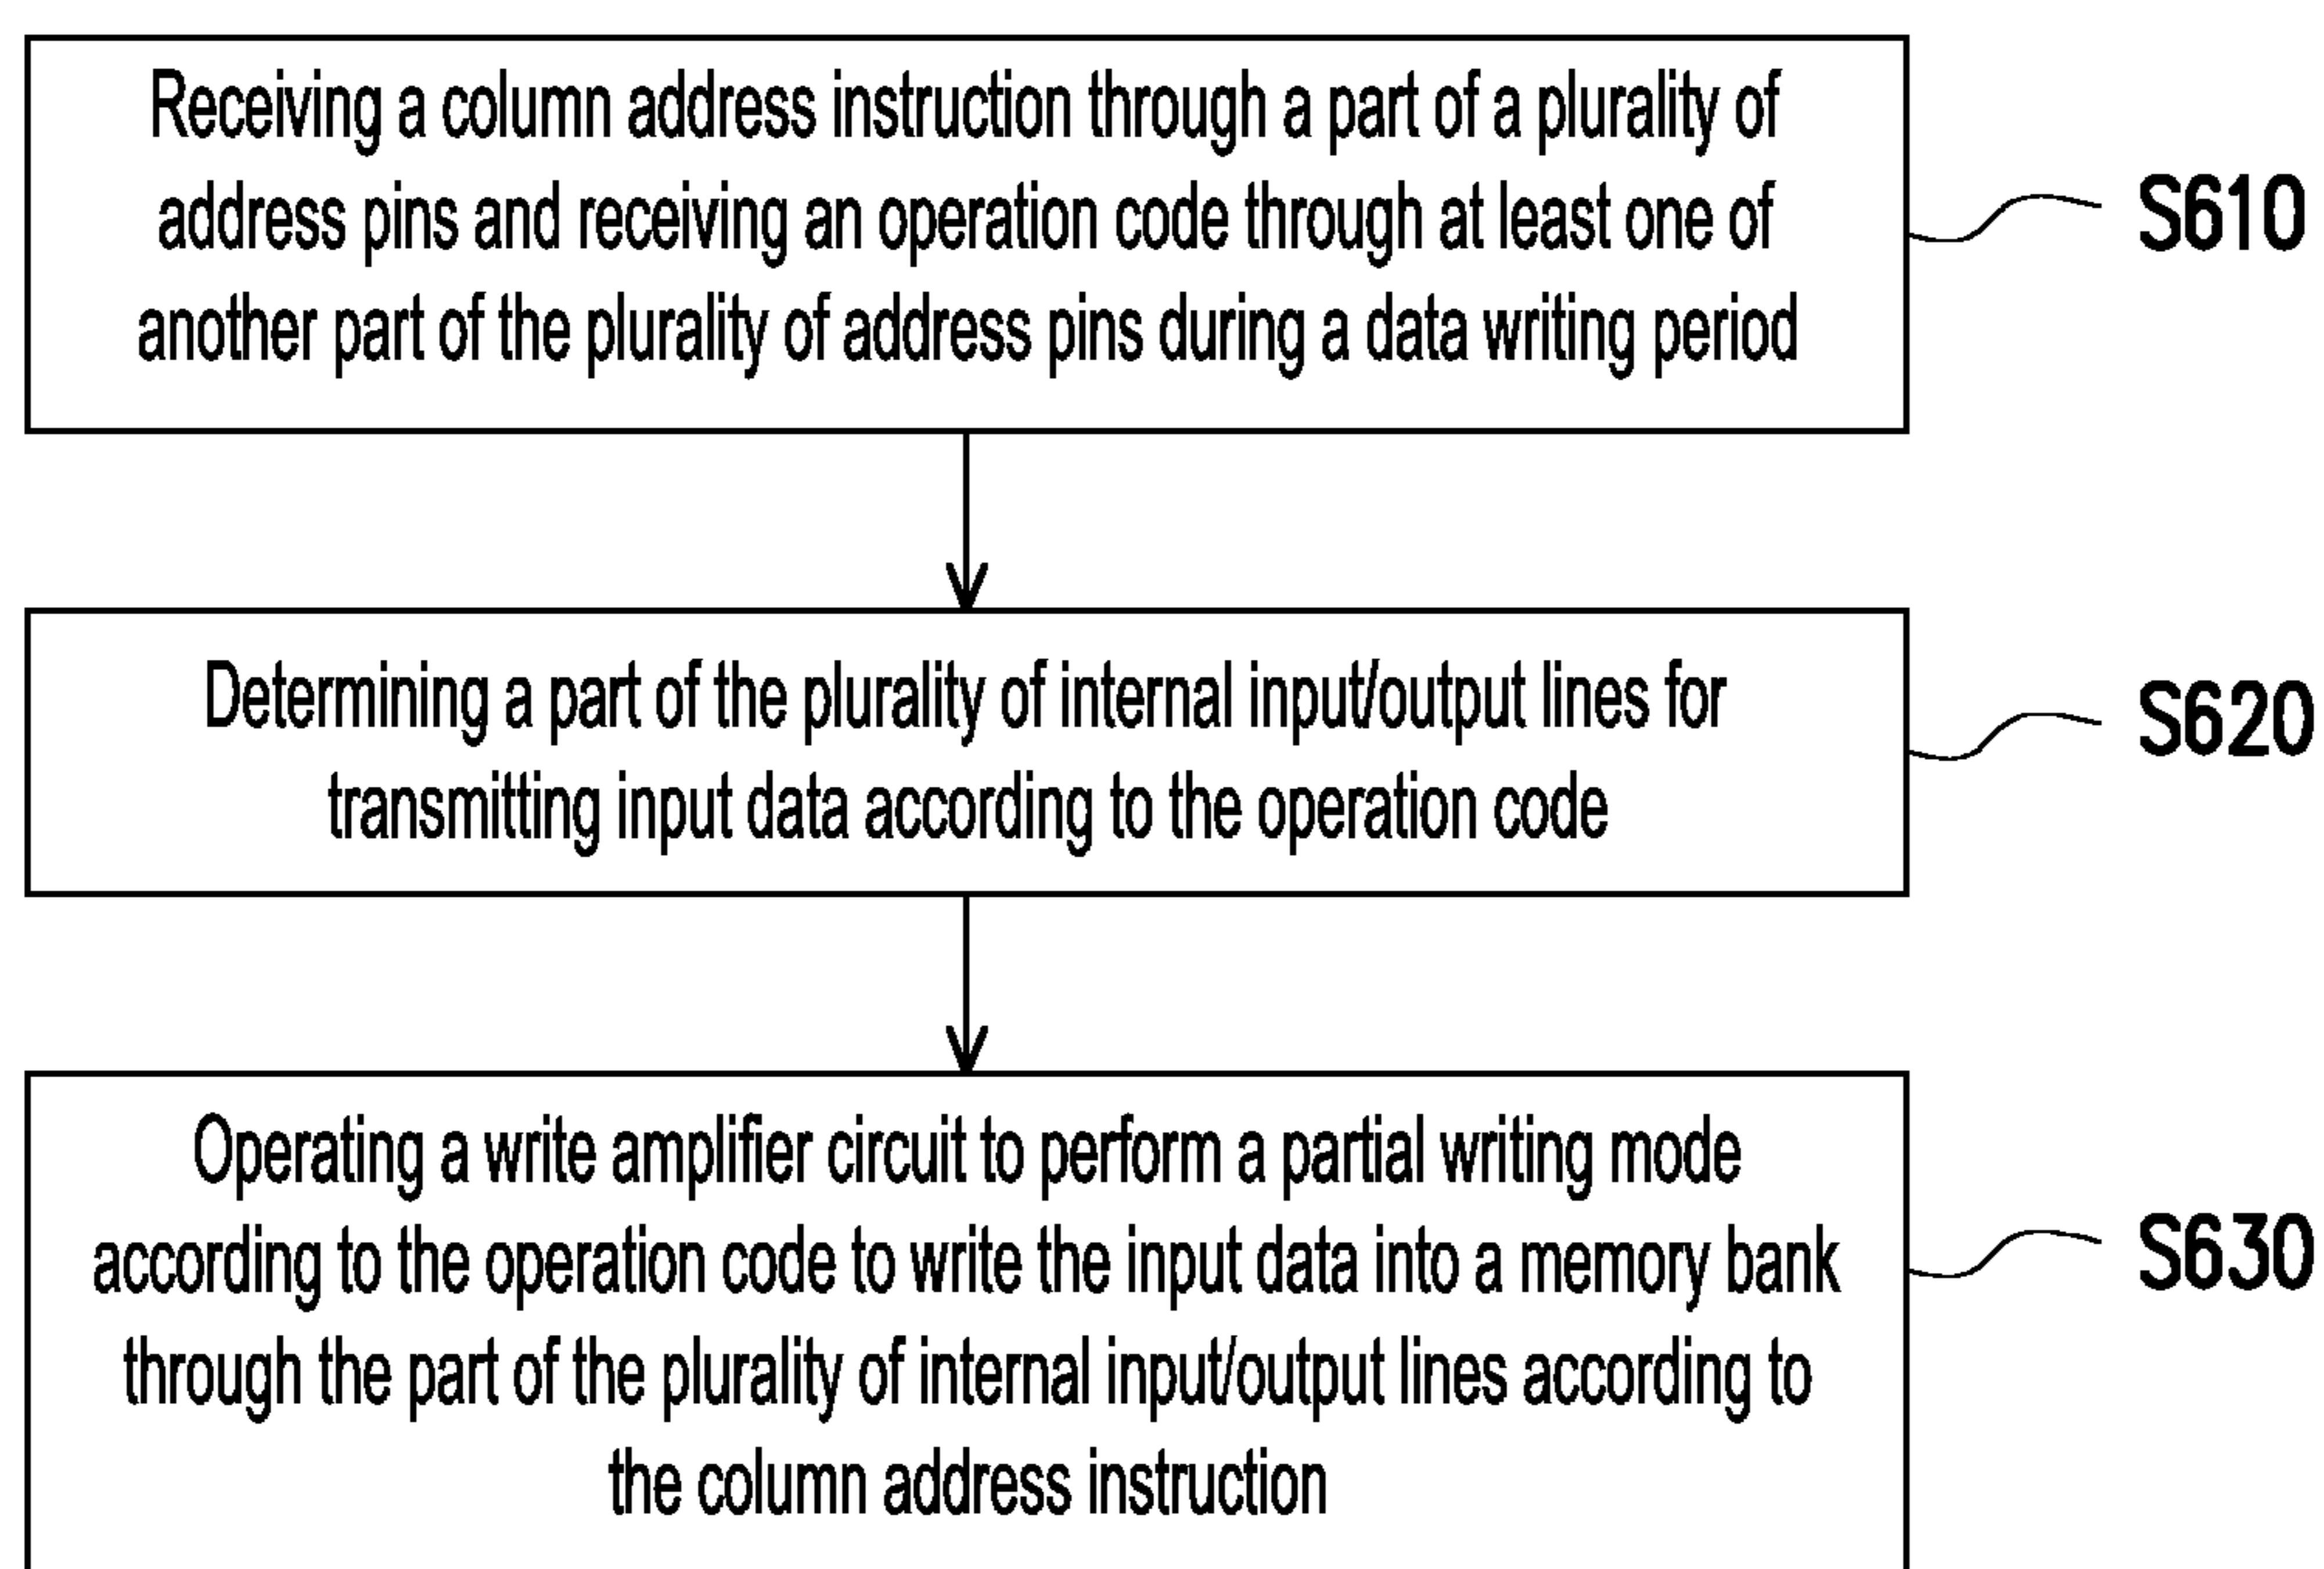 Receiving a column address instruction through a part of a plurality of
address pins and receiving an operation code through at least one of
another part of the plurality of address pins during a data writing period
S610
Determining a part of the plurality of internal input/output lines for
transmitting input data according to the operation code
S620
Operating a write amplifier circuit to perform a partial writing mode
according to the operation code to write the input data into a memory bank
through the part of the plurality of internal input/output lines according to
the column address instruction
S630